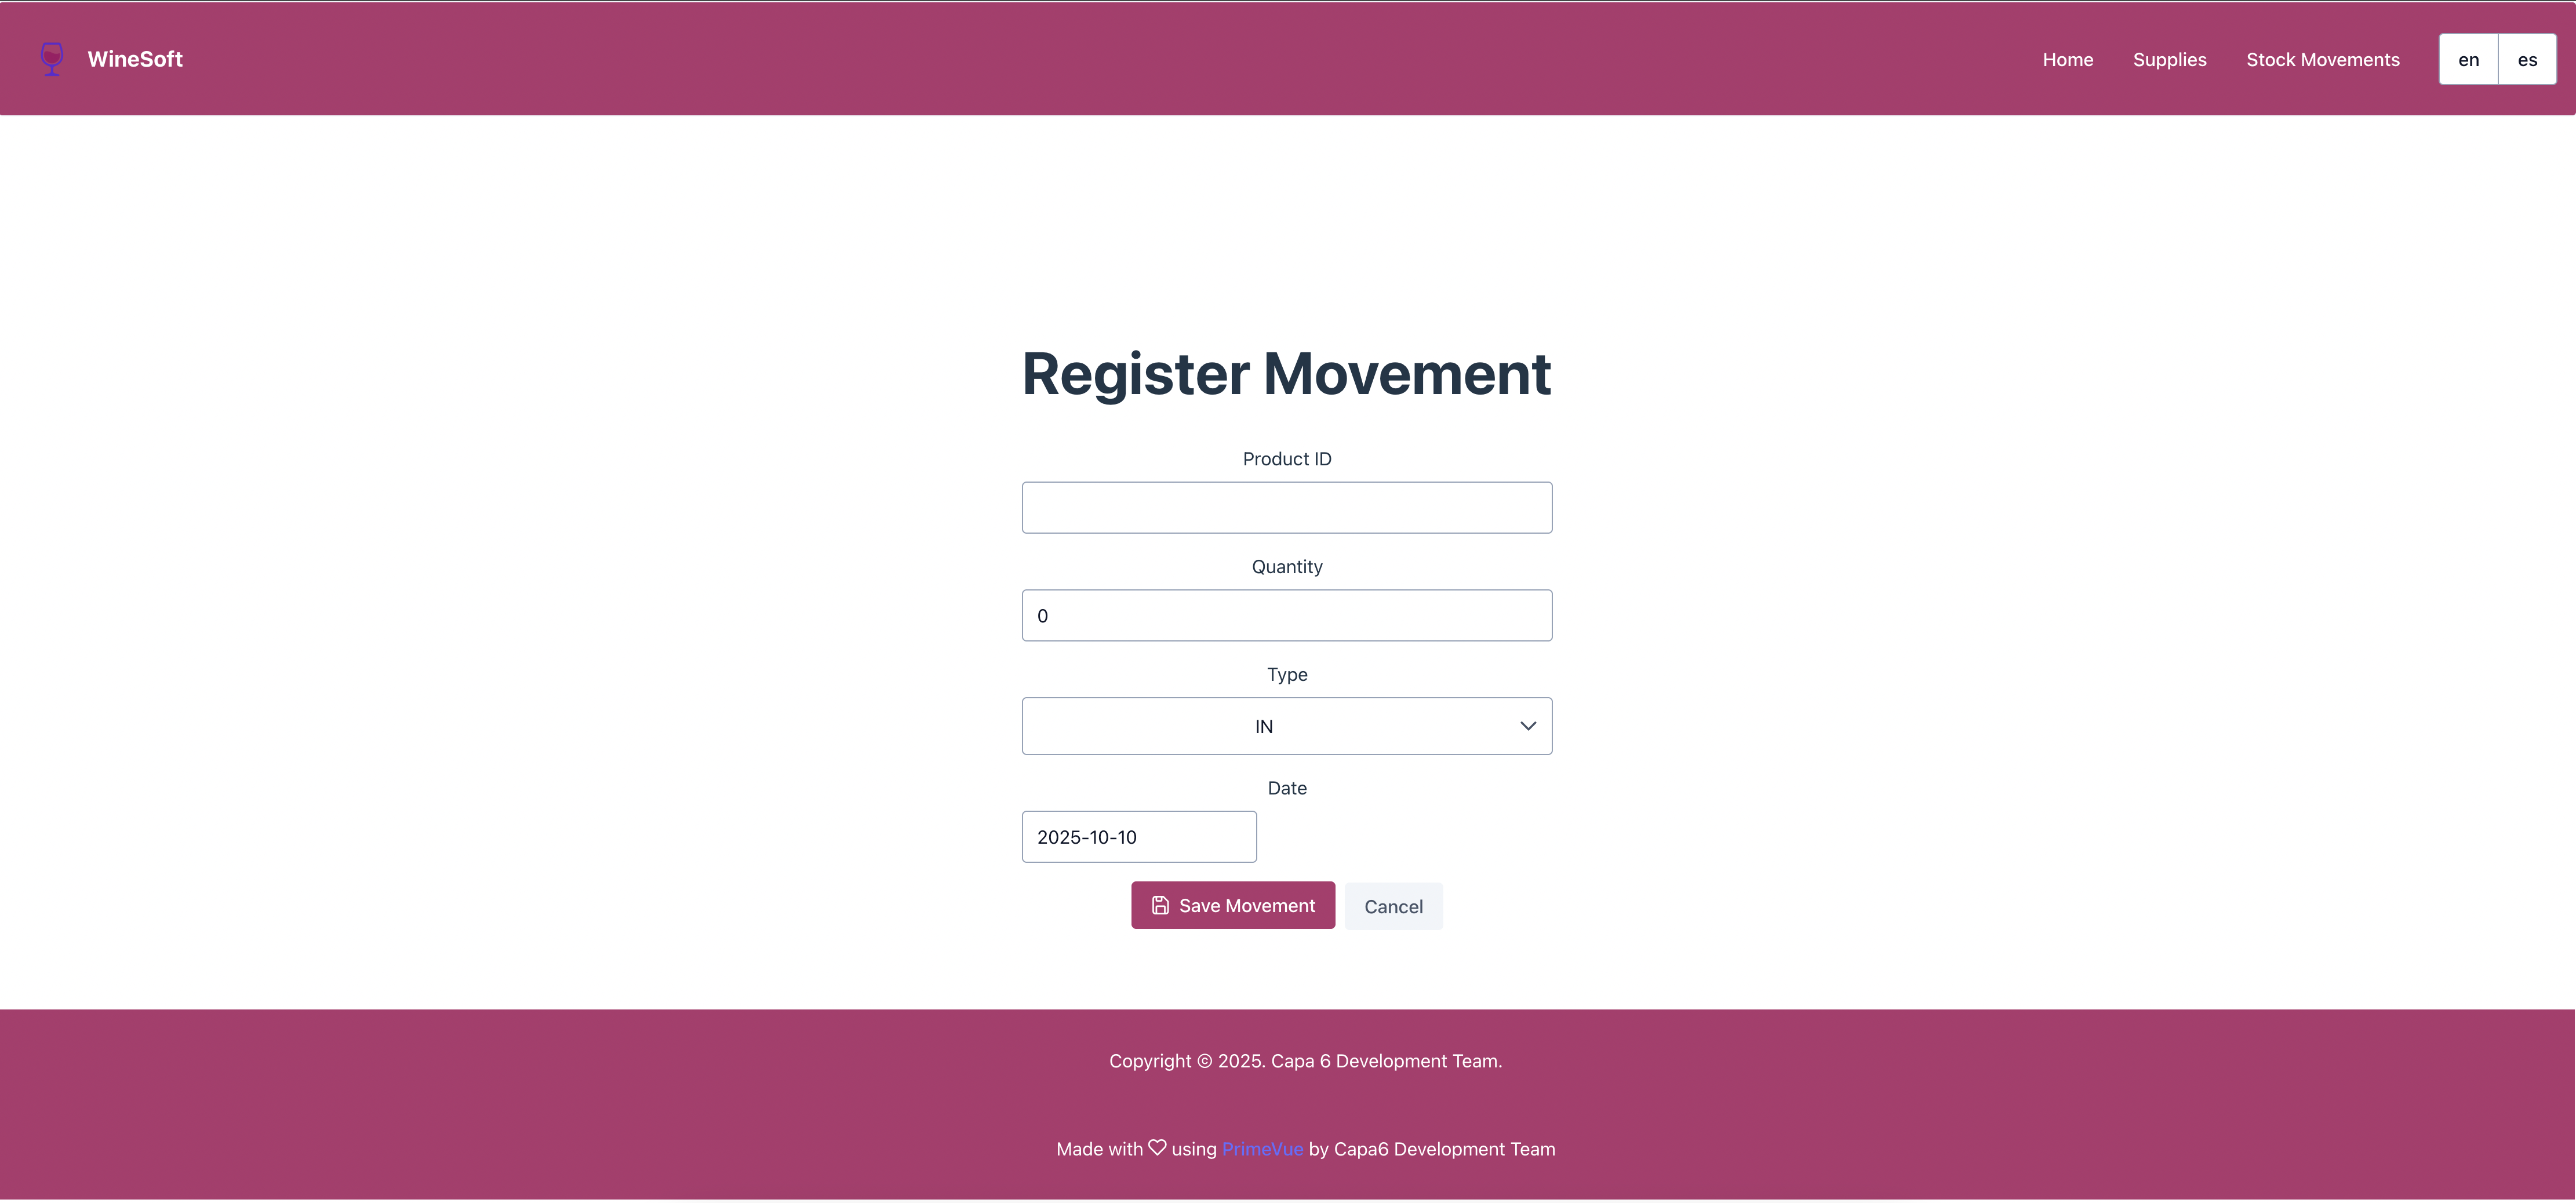 WineSoft
Home
Supplies
Stock Movements
en
es
Register Movement
Product ID
Quantity
0
Type
IN
Date
2025-10-10
Save Movement
Cancel
Copyright © 2025. Capa 6 Development Team.
Made with ♡ using PrimeVue by Capa6 Development Team